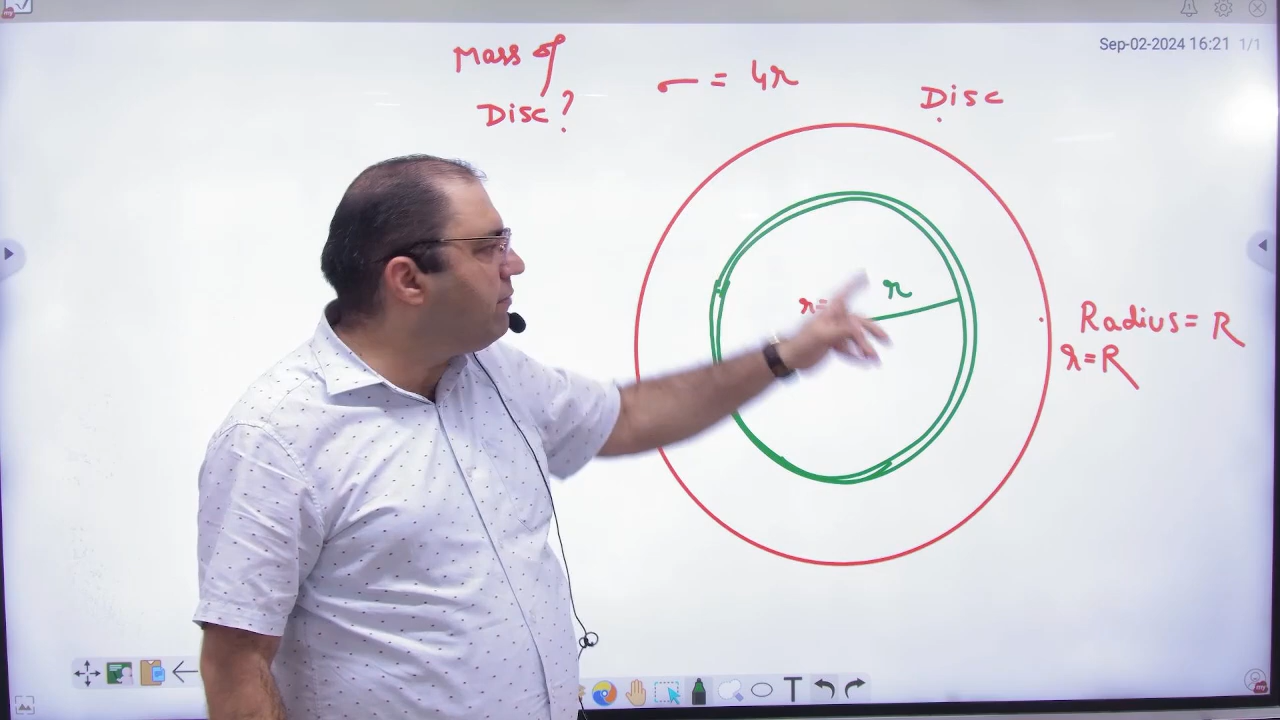 Sep-02-2024 16:21 1/1
Mass of
Disc?
σ = 4r
Disc
r
r=
Radius = R
r=R
T